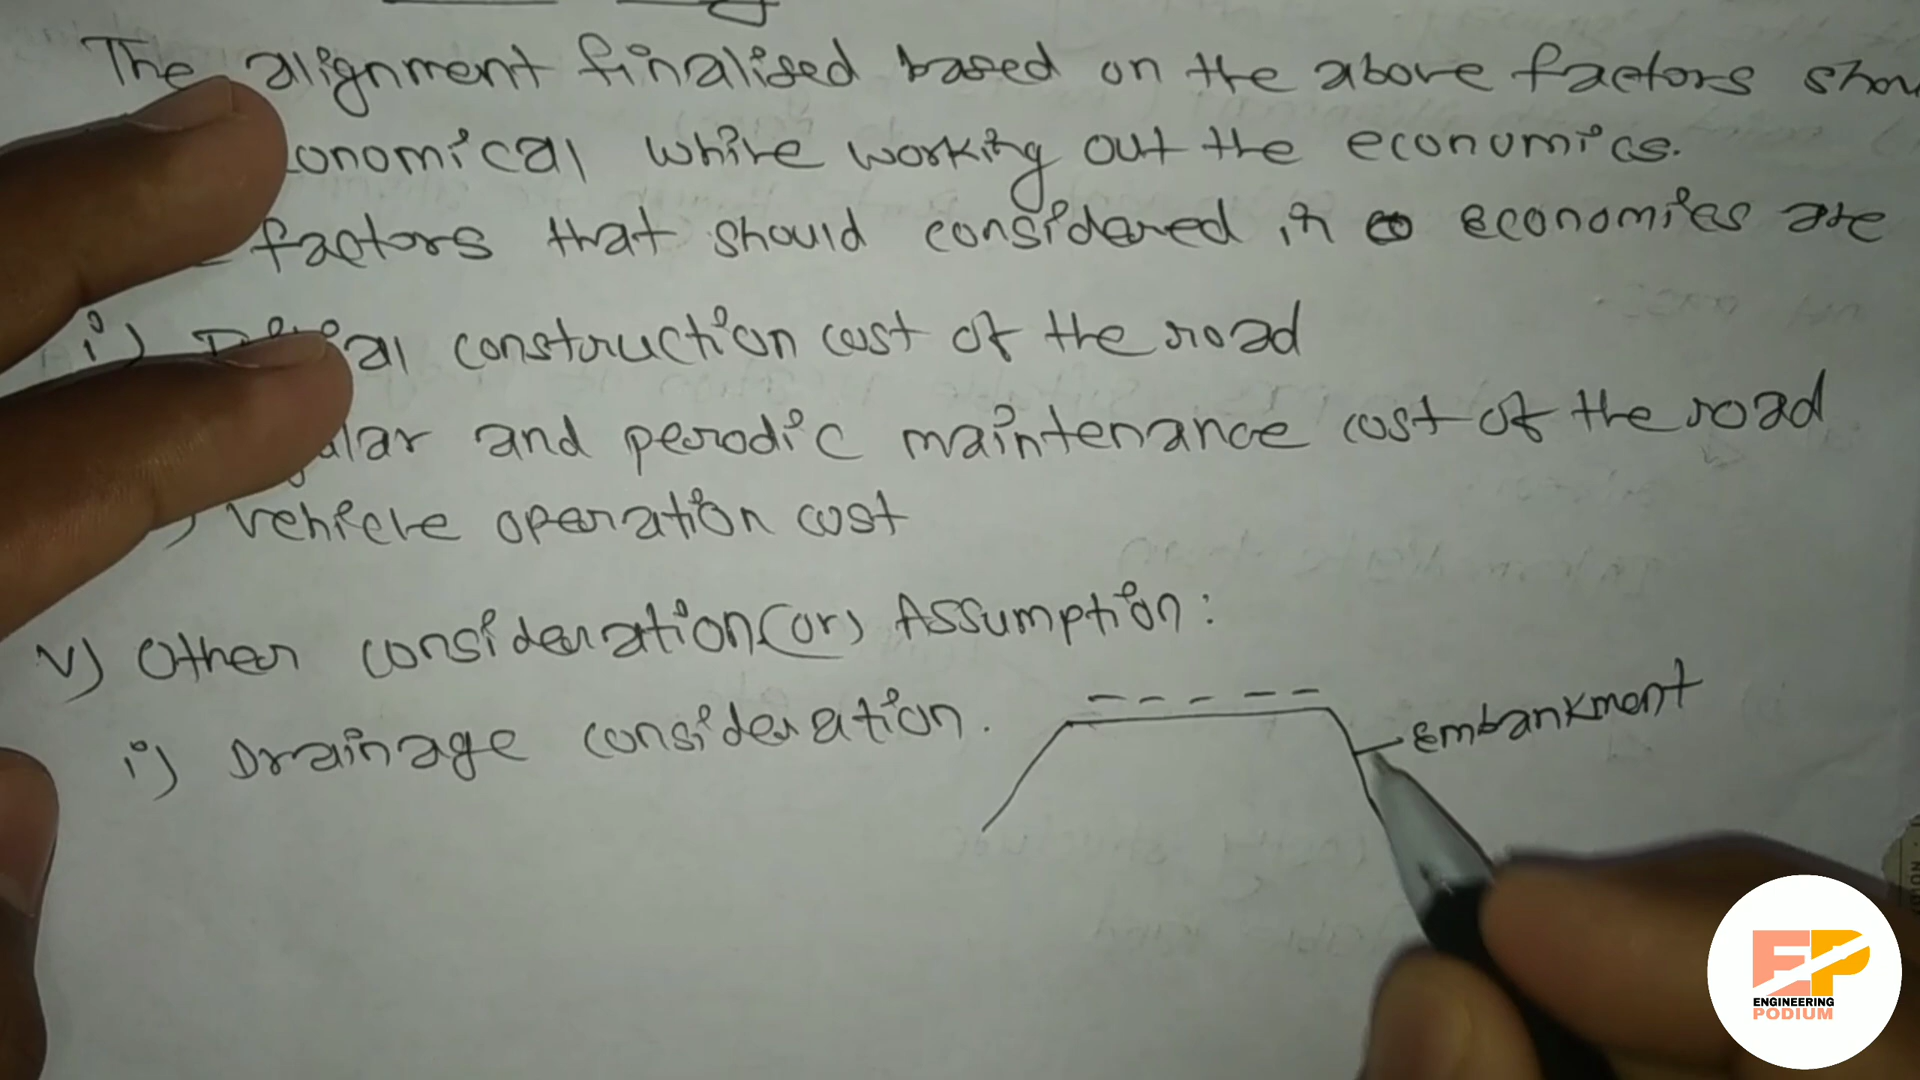 The alignment finalised based on the above factors
while working out the economics.
factors that should considered in economies are
i) construction cost of the road
and perodic maintenance cost of the road
vehicle operation cost
v) Other consideration (or) Assumption:
i) Drainage consideration.
Embankment
EP
ENGINEERING
PODIUM